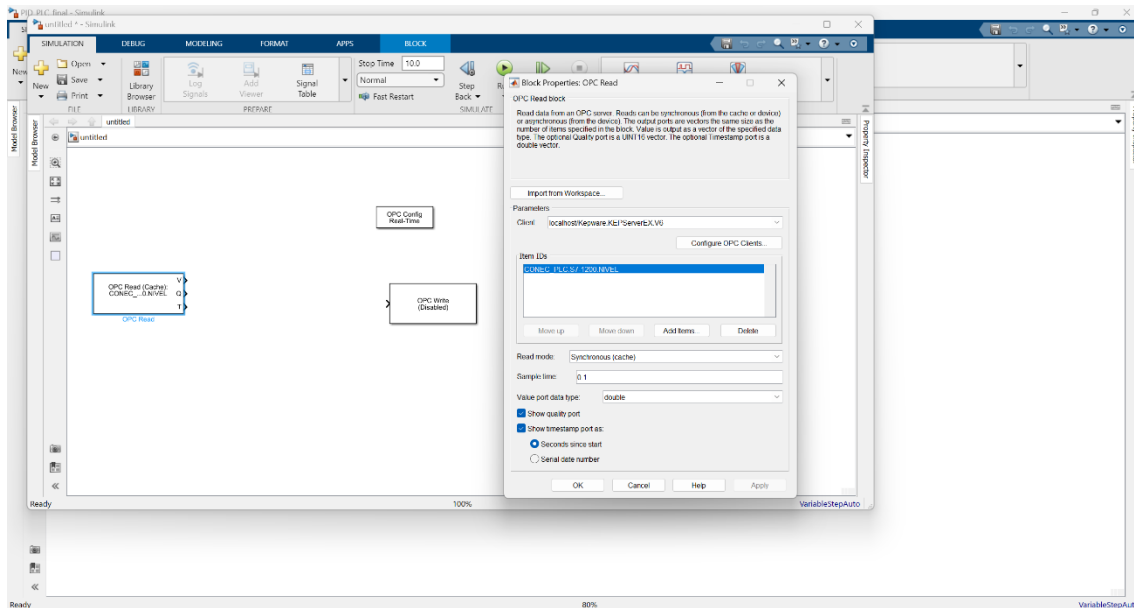 PID_PLC_final - Simulink
untitled * - Simulink
SIMULATION DEBUG MODELING FORMAT APPS BLOCK
New
New
Open
Save
Print
Library Browser
Log Signals
Add Viewer
Signal Table
Stop Time 10.0
Normal
Fast Restart
Step Back
FILE LIBRARY PREPARE SIMULATE
untitled
untitled
Model Browser
Model Browser
Property Inspector
OPC Config
Real-Time
OPC Read (Cache):
CONEC_...0.NIVEL
V
Q
T
OPC Read
OPC Write
(Disabled)
Block Properties: OPC Read
OPC Read block
Read data from an OPC server. Reads can be synchronous (from the cache or device)
or asynchronous (from the device). The output ports are vectors the same size as the
number of items specified in the block. Value is output as a vector of the specified data
type. The optional Quality port is a UINT16 vector. The optional Timestamp port is a
double vector.
Import from Workspace...
Parameters
Client: localhost/Kepware.KEPServerEX.V6
Configure OPC Clients...
Item IDs
CONEC_PLC.S7-1200.NIVEL
Move up Move down Add Items... Delete
Read mode: Synchronous (cache)
Sample time: 0.1
Value port data type: double
Show quality port
Show timestamp port as:
Seconds since start
Serial date number
OK Cancel Help Apply
Ready 100% VariableStepAuto
Ready 80% VariableStepAut